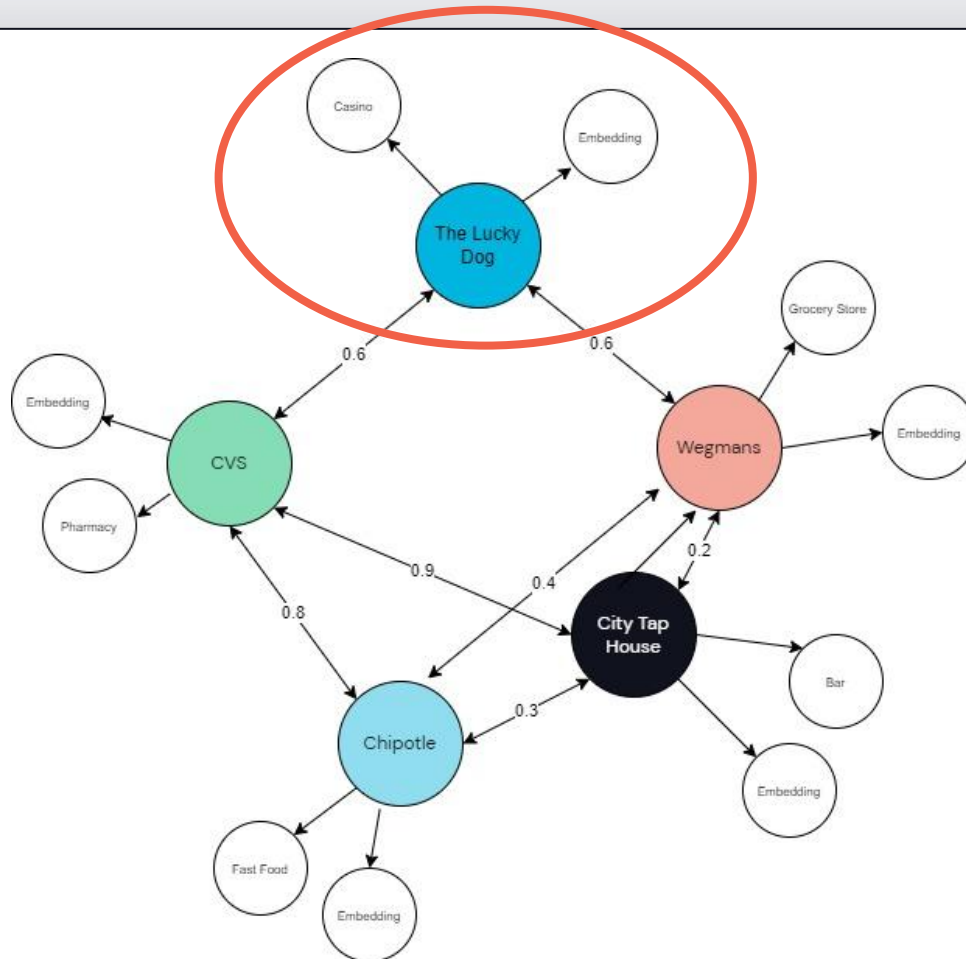 Casino
Embedding
The Lucky
Dog
Grocery Store
0.6
0.6
Embedding
Embedding
CVS
Wegmans
Pharmacy
0.2
0.9
0.4
0.8
City Tap
House
Bar
0.3
Chipotle
Embedding
Fast Food
Embedding